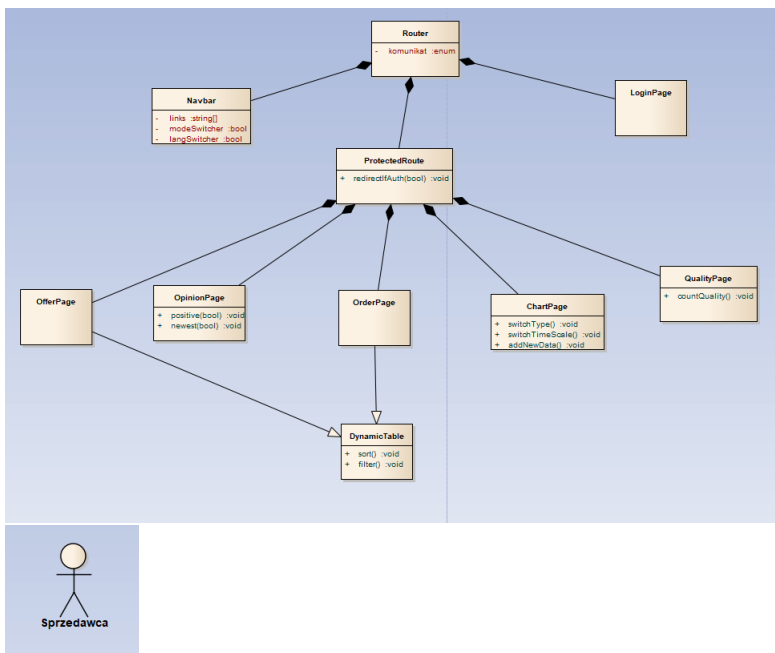 Router
- komunikat :enum
Navbar
- links :string[]
- modeSwitcher :bool
- langSwitcher :bool
LoginPage
ProtectedRoute
+ redirectIfAuth(bool) :void
OfferPage
OpinionPage
+ positive(bool) :void
+ newest(bool) :void
OrderPage
ChartPage
+ switchType() :void
+ switchTimeScale() :void
+ addNewData() :void
QualityPage
+ countQuality() :void
DynamicTable
+ sort() :void
+ filter() :void
Sprzedawca